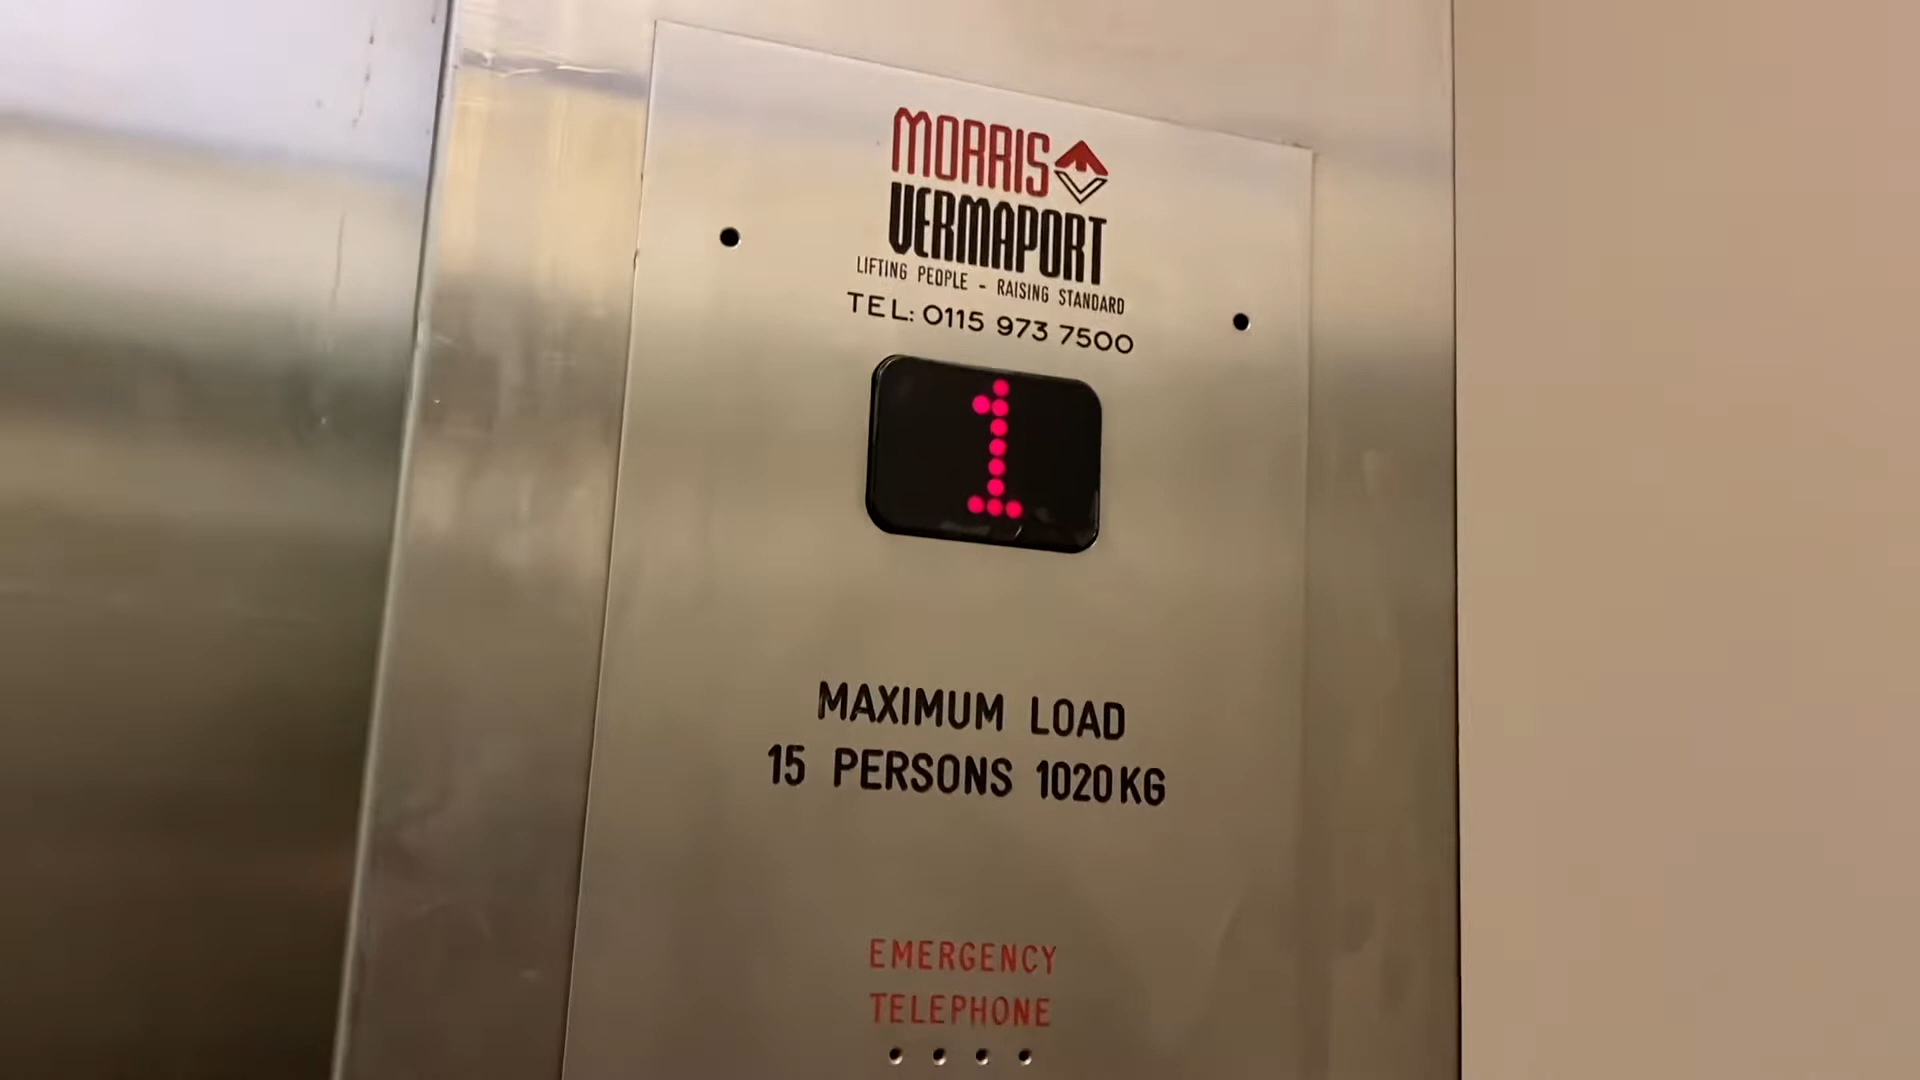 MORRIS
VERMAPORT
LIFTING PEOPLE - RAISING STANDARD
TEL: 0115 973 7500
1
MAXIMUM LOAD
15 PERSONS 1020KG
EMERGENCY
TELEPHONE